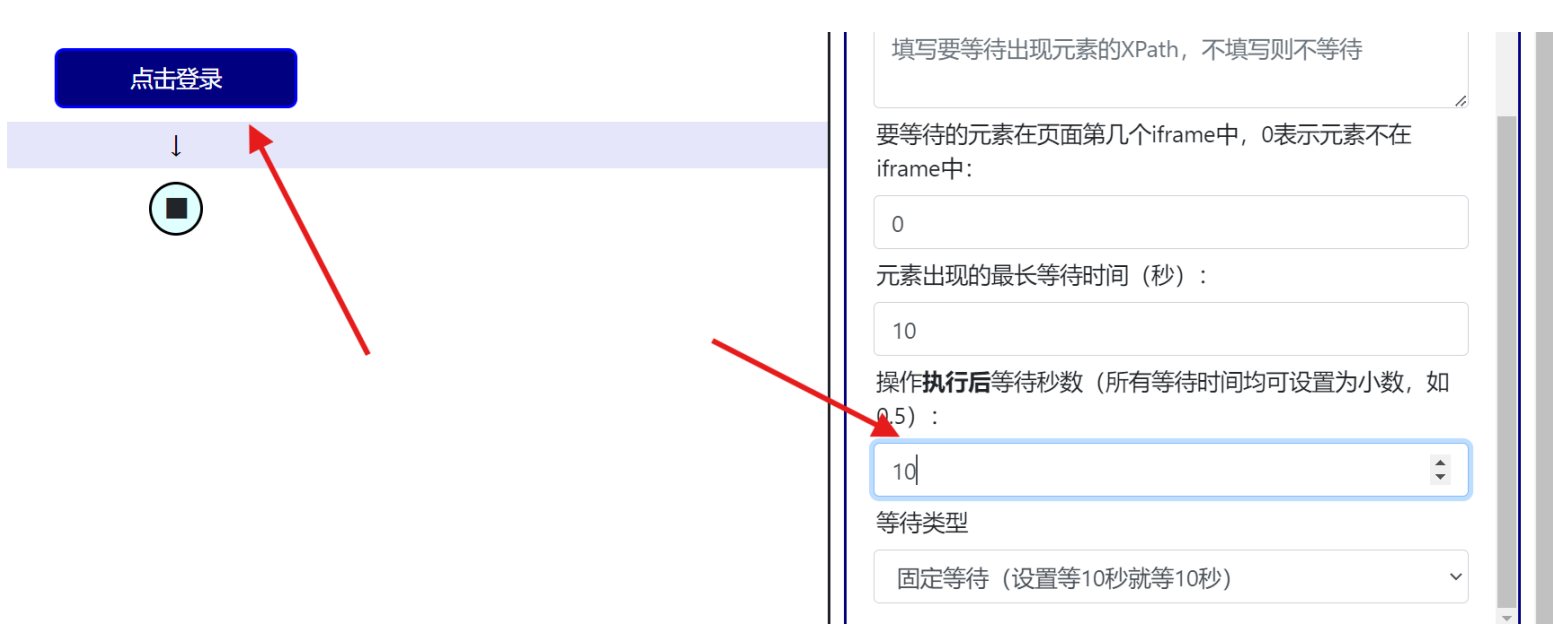 点击登录
↓
填写要等待出现元素的XPath，不填写则不等待
要等待的元素在页面第几个iframe中，0表示元素不在
iframe中：
0
元素出现的最长等待时间（秒）：
10
操作执行后等待秒数（所有等待时间均可设置为小数，如
0.5）：
10
等待类型
固定等待（设置等10秒就等10秒）